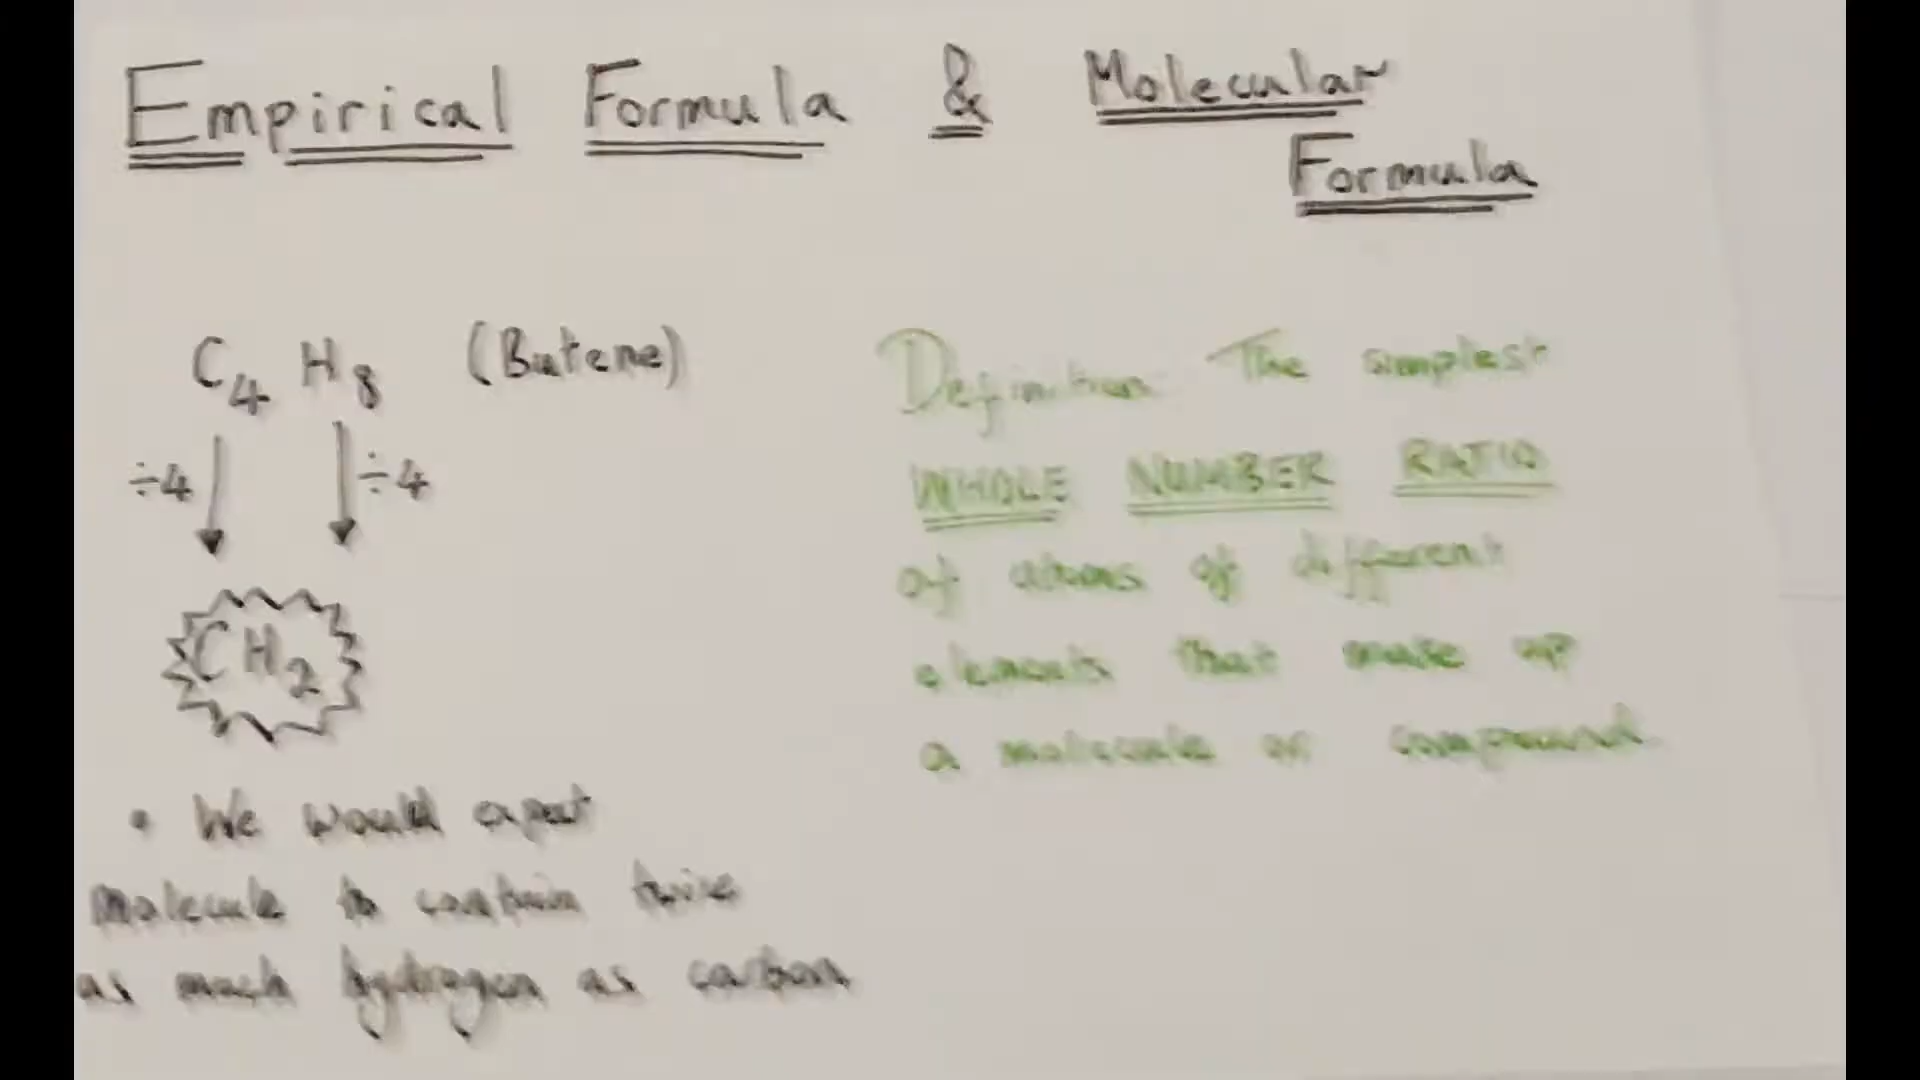 Empirical Formula & Molecular
Formula
C4 H8 (Butene)
÷4 ÷4
CH2
• We would expect
molecule to contain twice
as much hydrogen as carbon
Definition: The simplest
WHOLE NUMBER RATIO
of atoms of different
elements that make up
a molecule or compound.